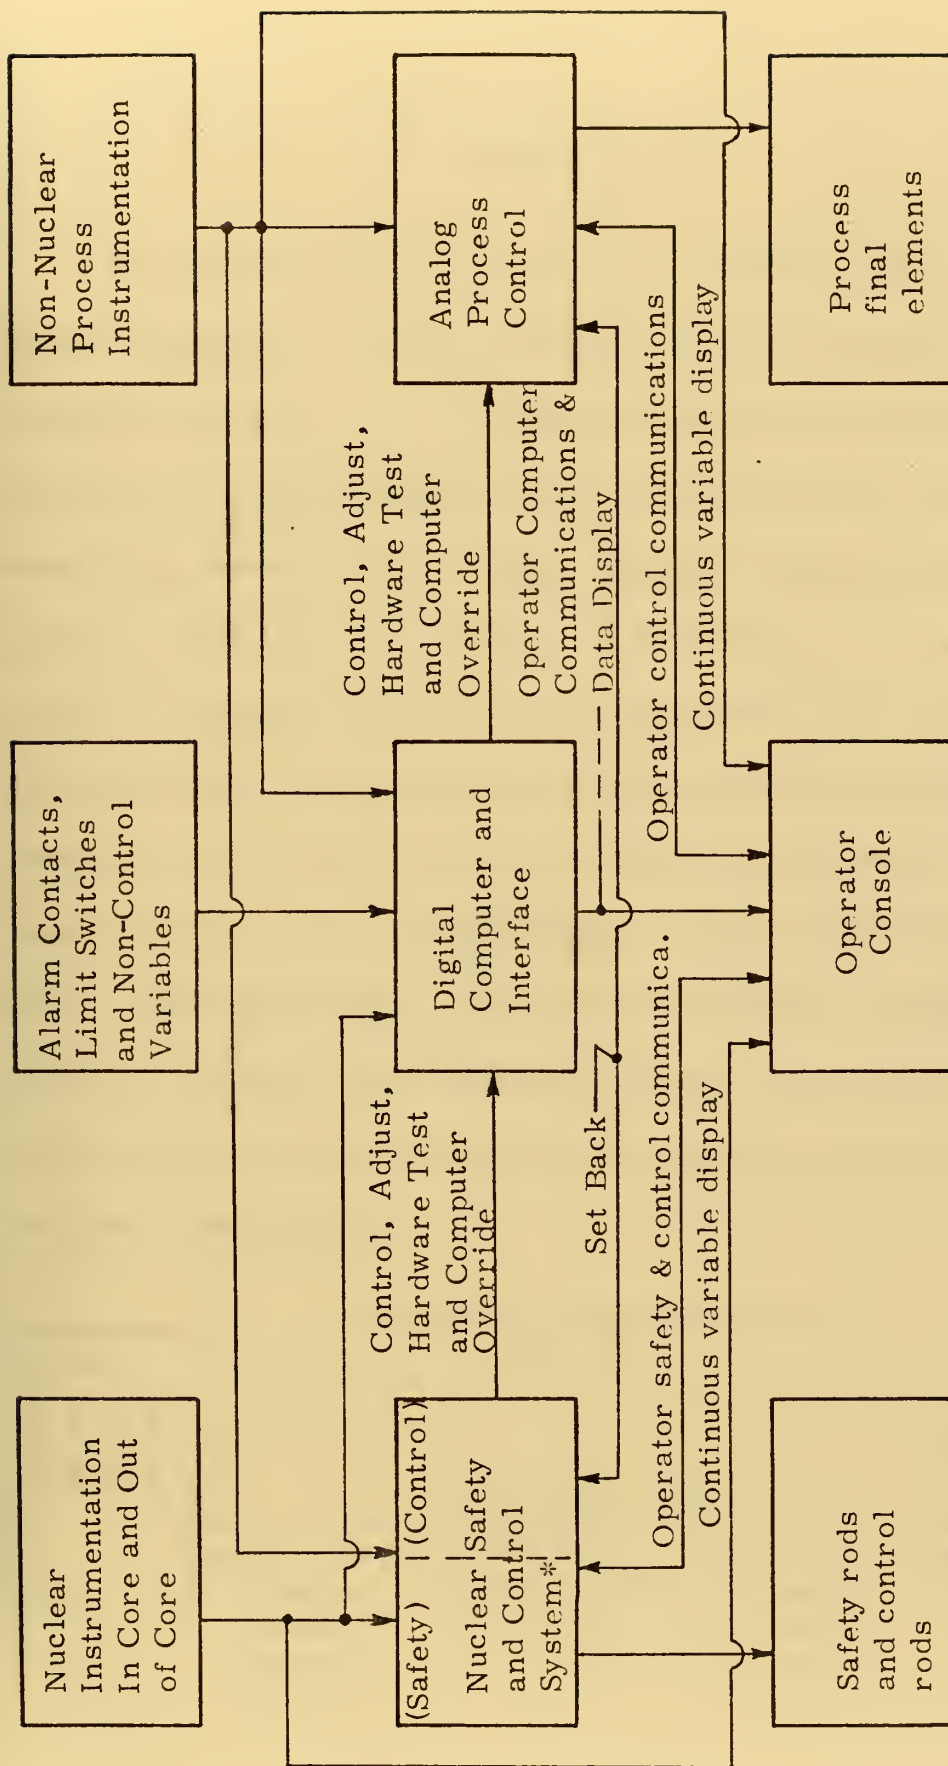 Nuclear
Instrumentation
In Core and Out
of Core
Alarm Contacts,
Limit Switches
and Non-Control
Variables
Non-Nuclear
Process
Instrumentation
(Safety) (Control)
Nuclear Safety
and Control
System*
Control, Adjust,
Hardware Test
and Computer
Override
Digital
Computer and
Interface
Control, Adjust,
Hardware Test
and Computer
Override
Analog
Process
Control
Operator Computer
Communications &
Data Display
Set Back
Operator safety & control communica.
Continuous variable display
Operator control communications
Continuous variable display
Safety rods
and control
rods
Operator
Console
Process
final
elements